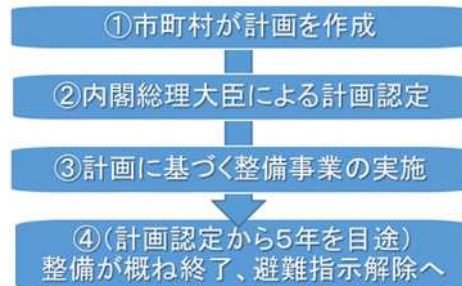 ①市町村が計画を作成
②内閣総理大臣による計画認定
③計画に基づく整備事業の実施
④(計画認定から5年を目途)
整備が概ね終了、避難指示解除へ